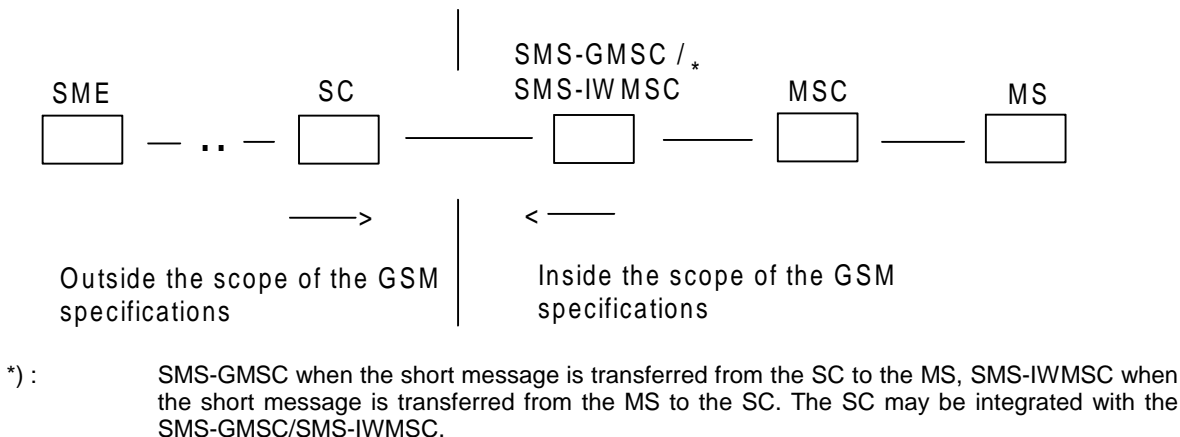 SMS-GMSC / *
SME SC SMS-IWMSC MSC MS
Outside the scope of the GSM
specifications
Inside the scope of the GSM
specifications
*) : SMS-GMSC when the short message is transferred from the SC to the MS, SMS-IWMSC when
the short message is transferred from the MS to the SC. The SC may be integrated with the
SMS-GMSC/SMS-IWMSC.